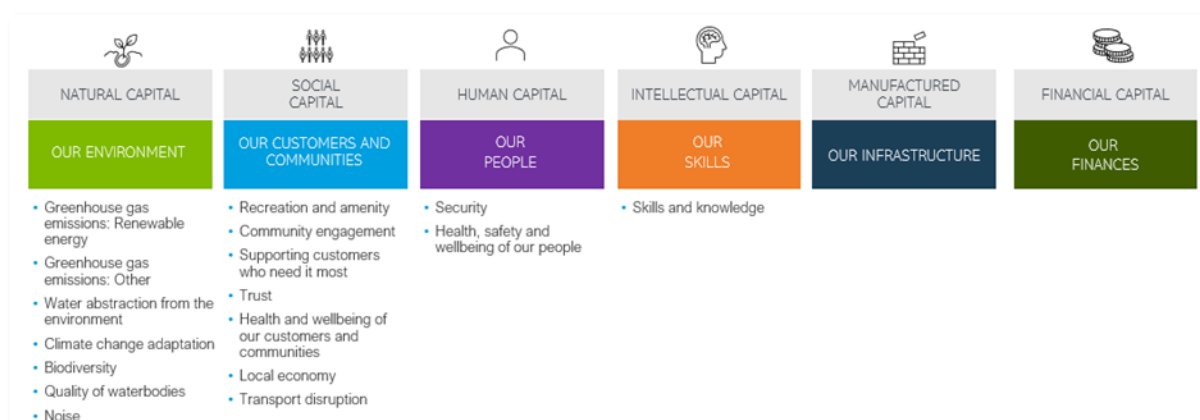 NATURAL CAPITAL
SOCIAL
CAPITAL
HUMAN CAPITAL
INTELLECTUAL CAPITAL
MANUFACTURED
CAPITAL
FINANCIAL CAPITAL
OUR ENVIRONMENT
OUR CUSTOMERS AND
COMMUNITIES
OUR
PEOPLE
OUR
SKILLS
OUR INFRASTRUCTURE
OUR
FINANCES
• Greenhouse gas
emissions: Renewable
energy
• Greenhouse gas
emissions: Other
• Water abstraction from the
environment
• Climate change adaptation
• Biodiversity
• Quality of waterbodies
• Noise
• Recreation and amenity
• Community engagement
• Supporting customers
who need it most
• Trust
• Health and wellbeing of
our customers and
communities
• Local economy
• Transport disruption
• Security
• Health, safety and
wellbeing of our people
• Skills and knowledge